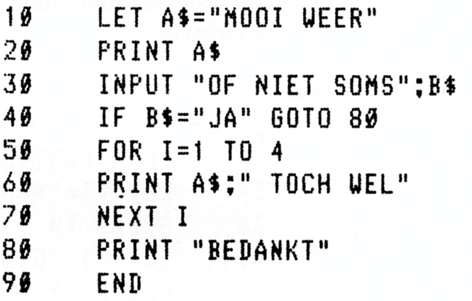 10 LET A$="MOOI WEER"
20 PRINT A$
30 INPUT "OF NIET SOMS";B$
40 IF B$="JA" GOTO 80
50 FOR I=1 TO 4
60 PRINT A$;" TOCH WEL"
70 NEXT I
80 PRINT "BEDANKT"
90 END